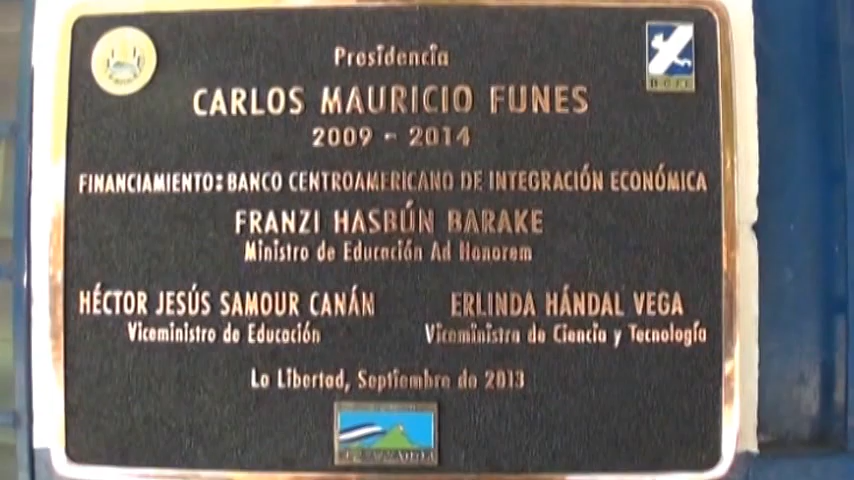 Presidencia
CARLOS MAURICIO FUNES
2009 - 2014
BCIE
FINANCIAMIENTO: BANCO CENTROAMERICANO DE INTEGRACIÓN ECONÓMICA
FRANZI HASBÚN BARAKE
Ministro de Educación Ad Honorem
HÉCTOR JESÚS SAMOUR CANÁN
Viceministro de Educación
ERLINDA HÁNDAL VEGA
Viceministra de Ciencia y Tecnología
La Libertad, Septiembre de 2013